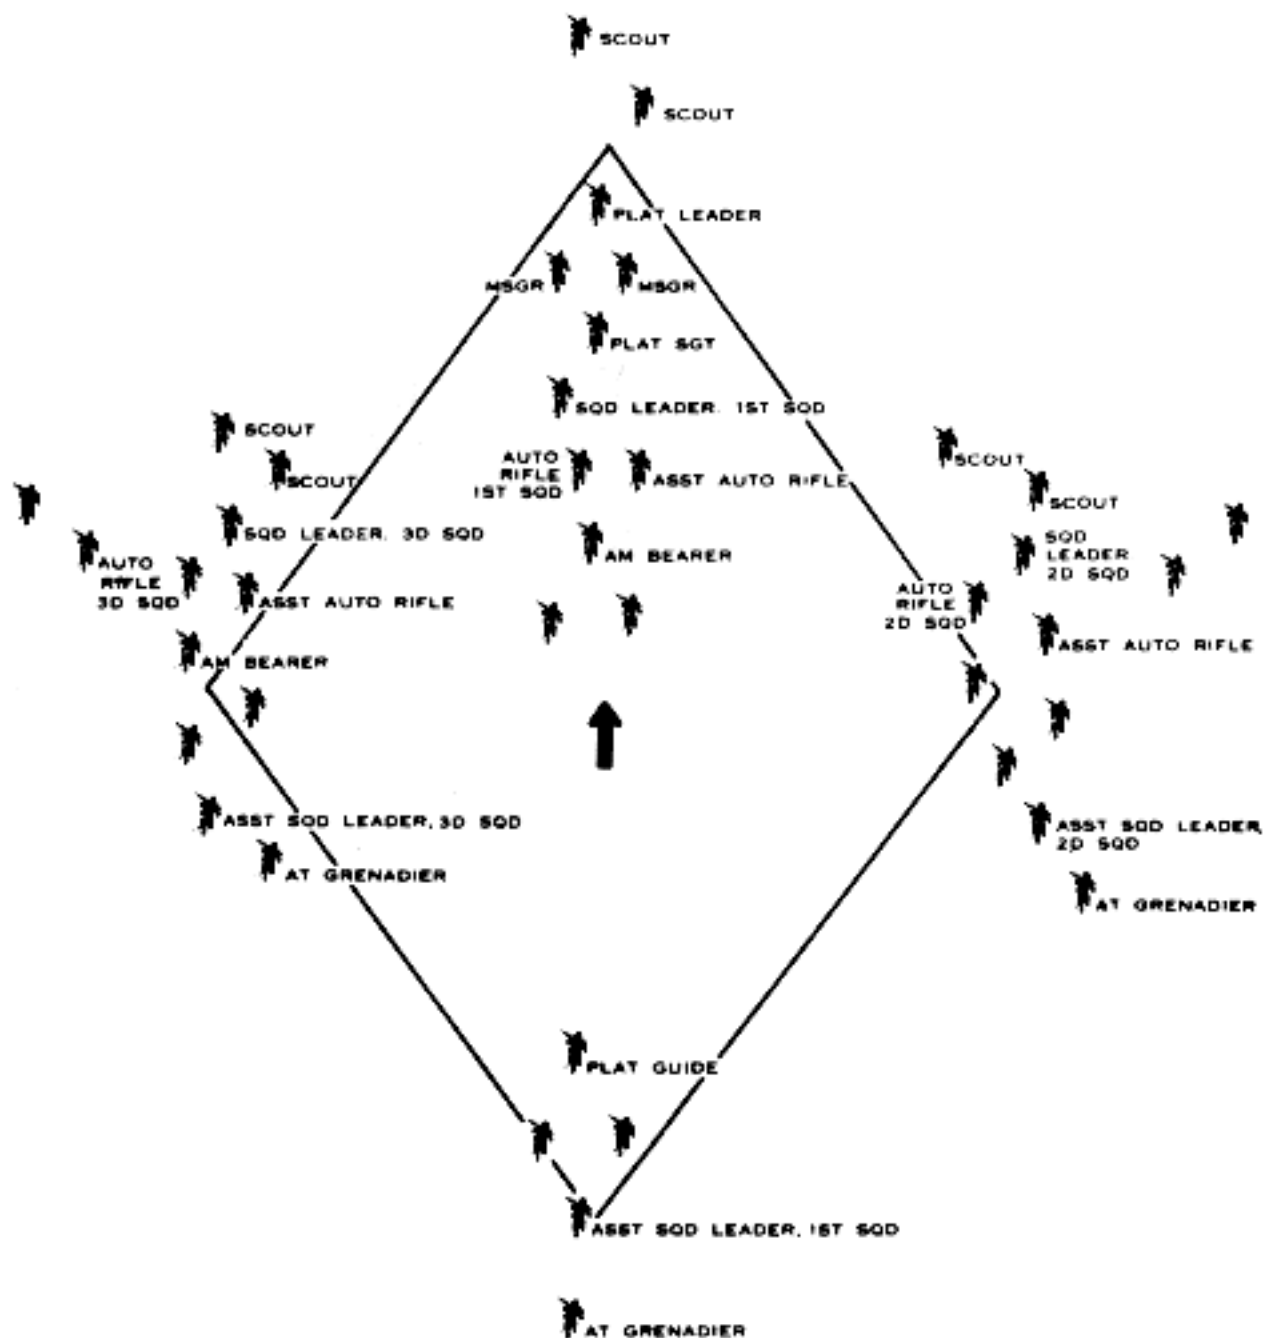 SCOUT
SCOUT
PLAT LEADER
MSGR
MSGR
PLAT SGT
SQD LEADER, 1ST SQD
AUTO
RIFLE
1ST SQD
ASST AUTO RIFLE
AM BEARER
SCOUT
SCOUT
SQD LEADER, 3D SQD
AUTO
RIFLE
3D SQD
ASST AUTO RIFLE
AM BEARER
ASST SQD LEADER, 3D SQD
AT GRENADIER
SCOUT
SCOUT
SQD
LEADER
2D SQD
AUTO
RIFLE
2D SQD
ASST AUTO RIFLE
ASST SQD LEADER,
2D SQD
AT GRENADIER
PLAT GUIDE
ASST SQD LEADER, 1ST SQD
AT GRENADIER